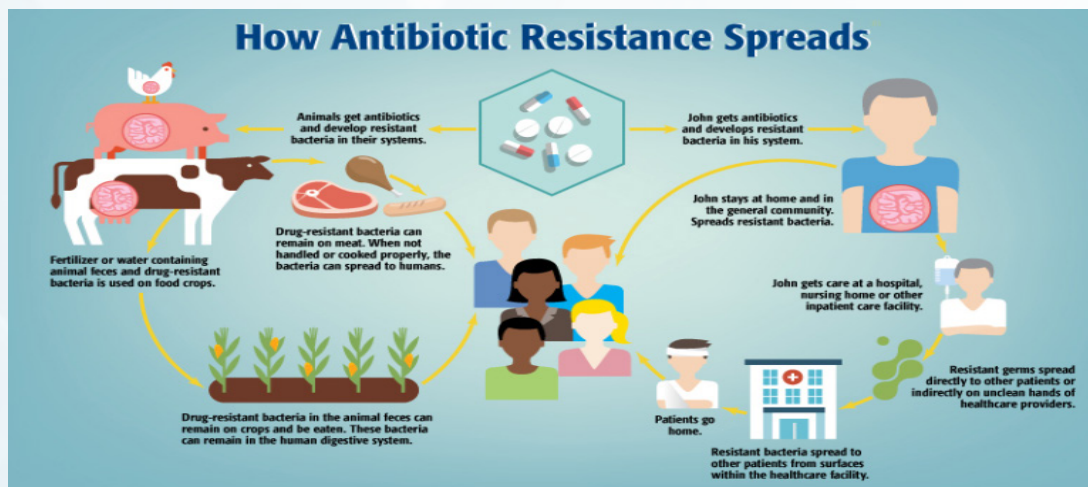 How Antibiotic Resistance Spreads
Animals get antibiotics
and develop resistant
bacteria in their systems.
John gets antibiotics
and develops resistant
bacteria in his system.
Drug-resistant bacteria can
remain on meat. When not
handled or cooked properly, the
bacteria can spread to humans.
John stays at home and in
the general community.
Spreads resistant bacteria.
Fertilizer or water containing
animal feces and drug-resistant
bacteria is used on food crops.
John gets care at a hospital,
nursing home or other
inpatient care facility.
Drug-resistant bacteria in the animal feces can
remain on crops and be eaten. These bacteria
can remain in the human digestive system.
Resistant germs spread
directly to other patients or
indirectly on unclean hands of
healthcare providers.
Resistant bacteria spread to
other patients from surfaces
within the healthcare facility.
Patients go
home.